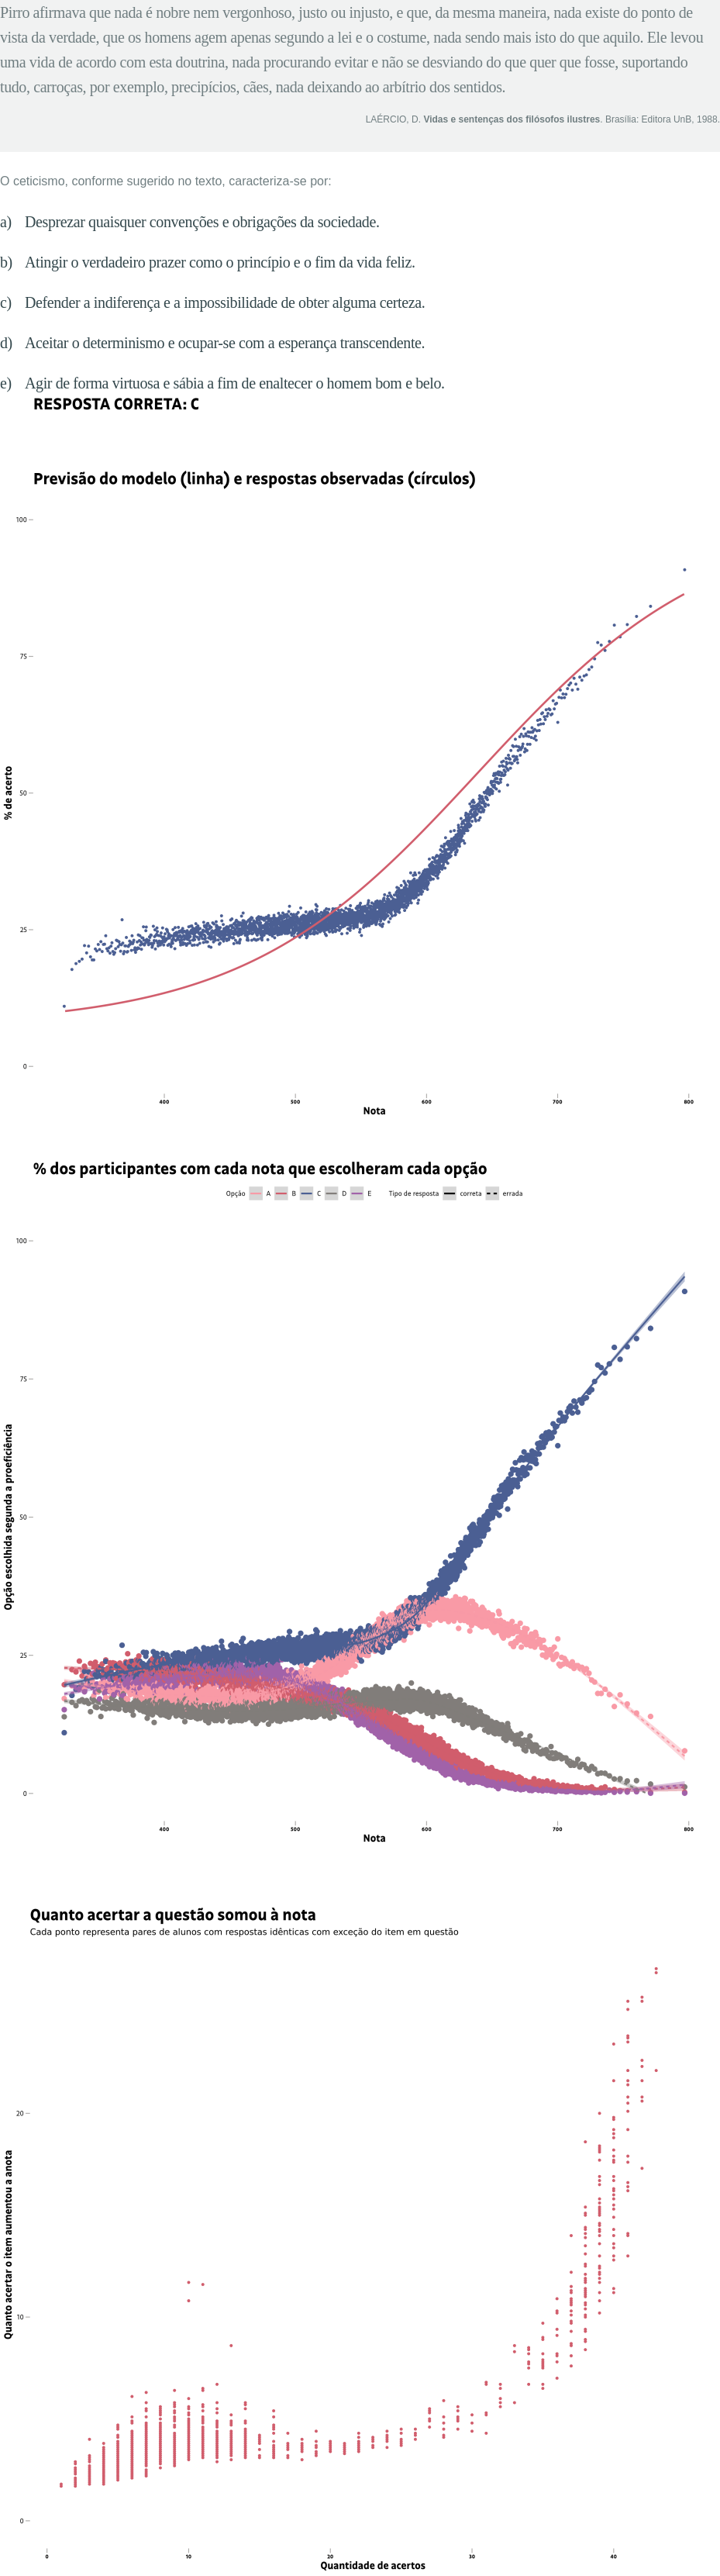 Pirro afirmava que nada é nobre nem vergonhoso, justo ou injusto, e que, da mesma maneira, nada existe do ponto de
vista da verdade, que os homens agem apenas segundo a lei e o costume, nada sendo mais isto do que aquilo. Ele levou
uma vida de acordo com esta doutrina, nada procurando evitar e não se desviando do que quer que fosse, suportando
tudo, carroças, por exemplo, precipícios, cães, nada deixando ao arbítrio dos sentidos.
LAÉRCIO, D. Vidas e sentenças dos filósofos ilustres. Brasília: Editora UnB, 1988.
O ceticismo, conforme sugerido no texto, caracteriza-se por:
a) Desprezar quaisquer convenções e obrigações da sociedade.
b) Atingir o verdadeiro prazer como o princípio e o fim da vida feliz.
c) Defender a indiferença e a impossibilidade de obter alguma certeza.
d) Aceitar o determinismo e ocupar-se com a esperança transcendente.
e) Agir de forma virtuosa e sábia a fim de enaltecer o homem bom e belo.
RESPOSTA CORRETA: C
Previsão do modelo (linha) e respostas observadas (círculos)
100
75
50
25
0
% de acerto
400 500 600 700 800
Nota
% dos participantes com cada nota que escolheram cada opção
Opção A B C D E Tipo de resposta correta errada
100
75
50
25
0
Opção escolhida segunda a proeficiência
400 500 600 700 800
Nota
Quanto acertar a questão somou à nota
Cada ponto representa pares de alunos com respostas idênticas com exceção do item em questão
20
10
0
Quanto acertar o item aumentou a anota
0 10 20 30 40
Quantidade de acertos